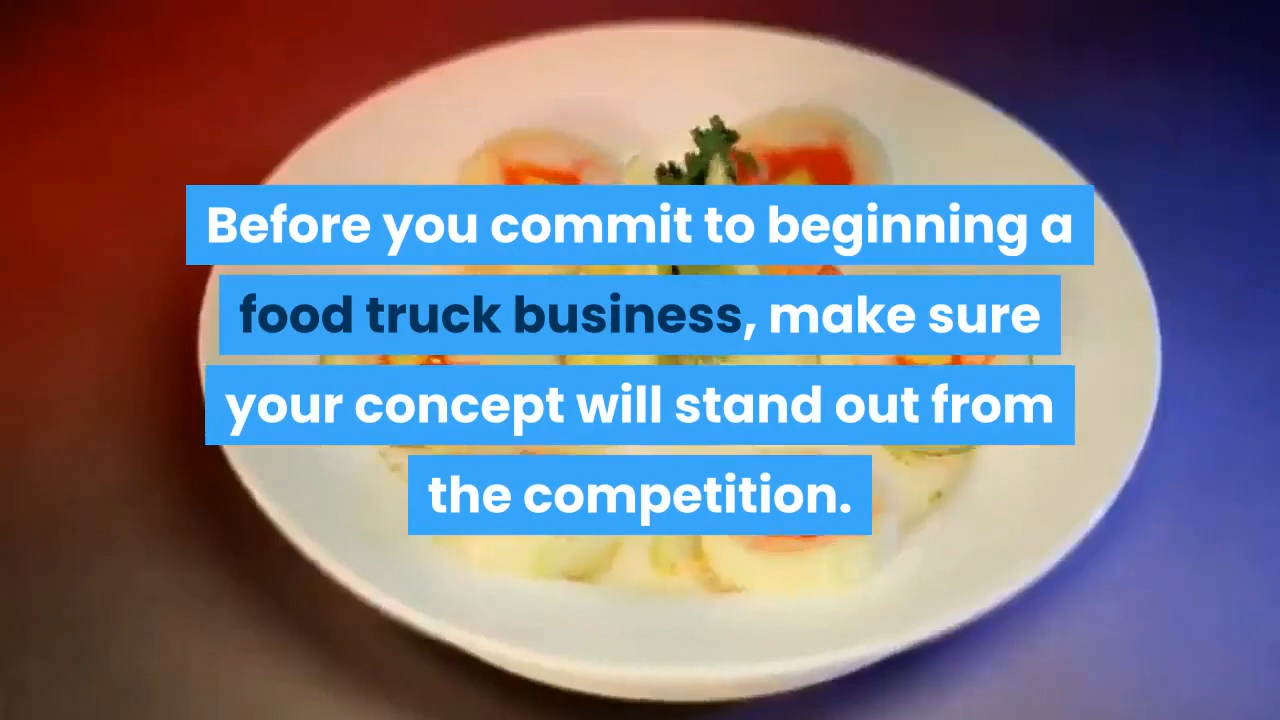 Before you commit to beginning a
food truck business, make sure
your concept will stand out from
the competition.